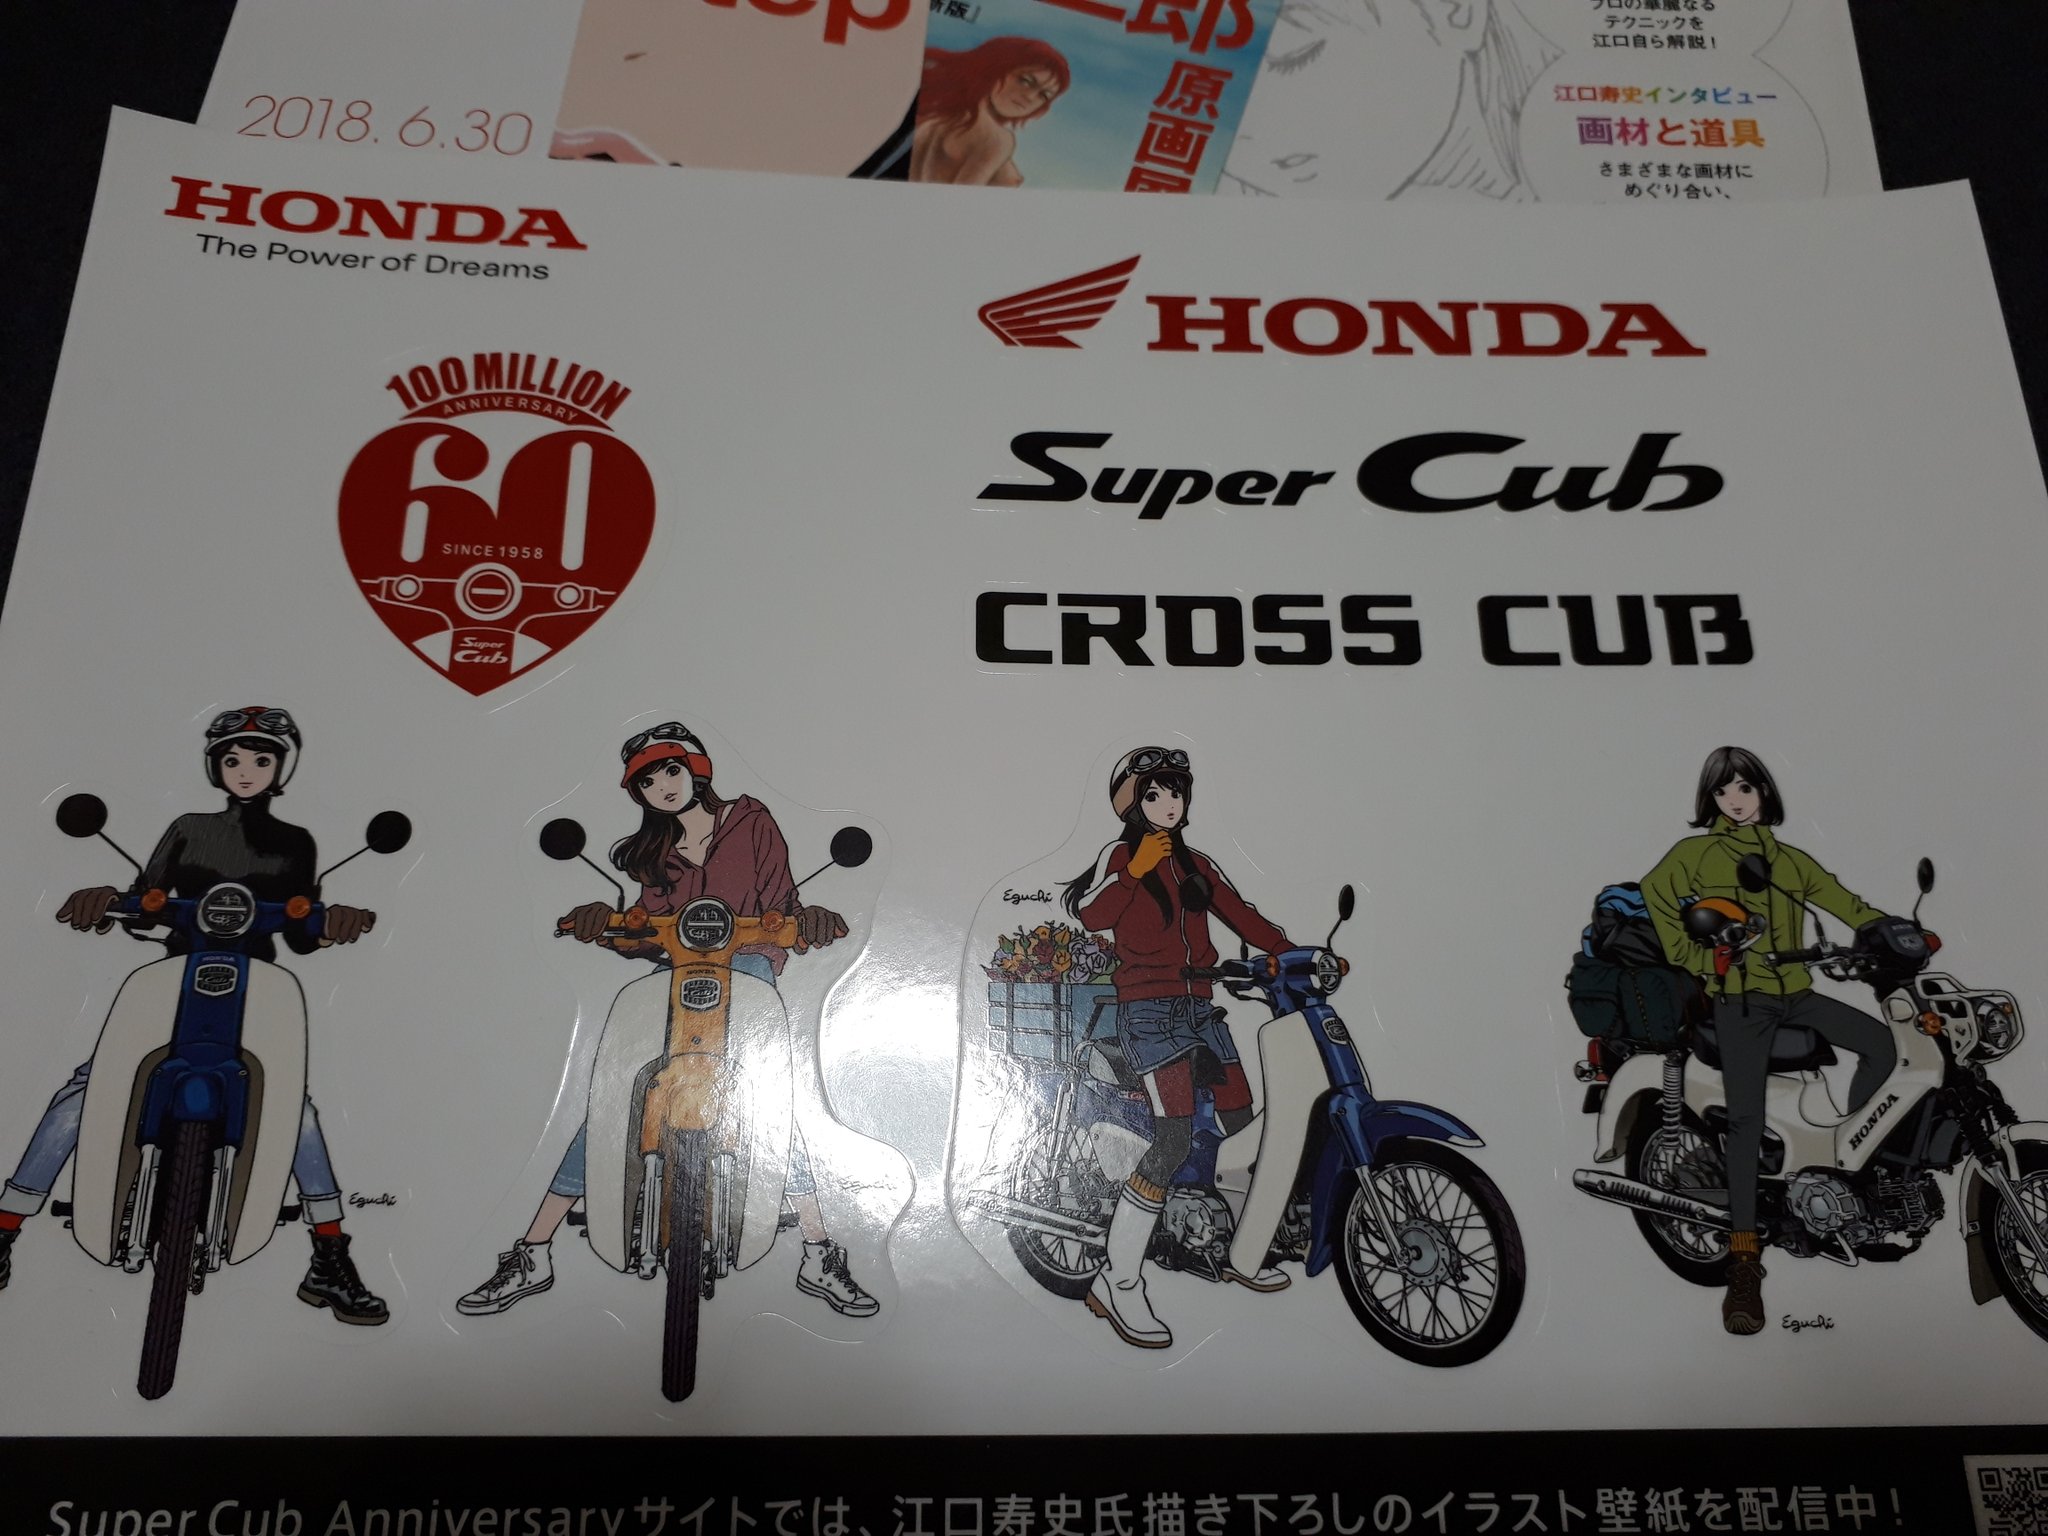 新版』
プロの華麗なる
テクニックを
江口自ら解説！
2018. 6.30
原画
江口寿史インタビュー
画材と道具
さまざまな画材に
めぐり合い、
HONDA
The Power of Dreams
HONDA
100MILLION
ANNIVERSARY
60
SINCE 1958
Super
Cub
Super Cub
CROSS CUB
HONDA
HONDA
HONDA
Eguchi
Eguchi
Eguchi
Eguchi
Super Cub Anniversaryサイトでは、江口寿史氏描き下ろしのイラスト壁紙を配信中！